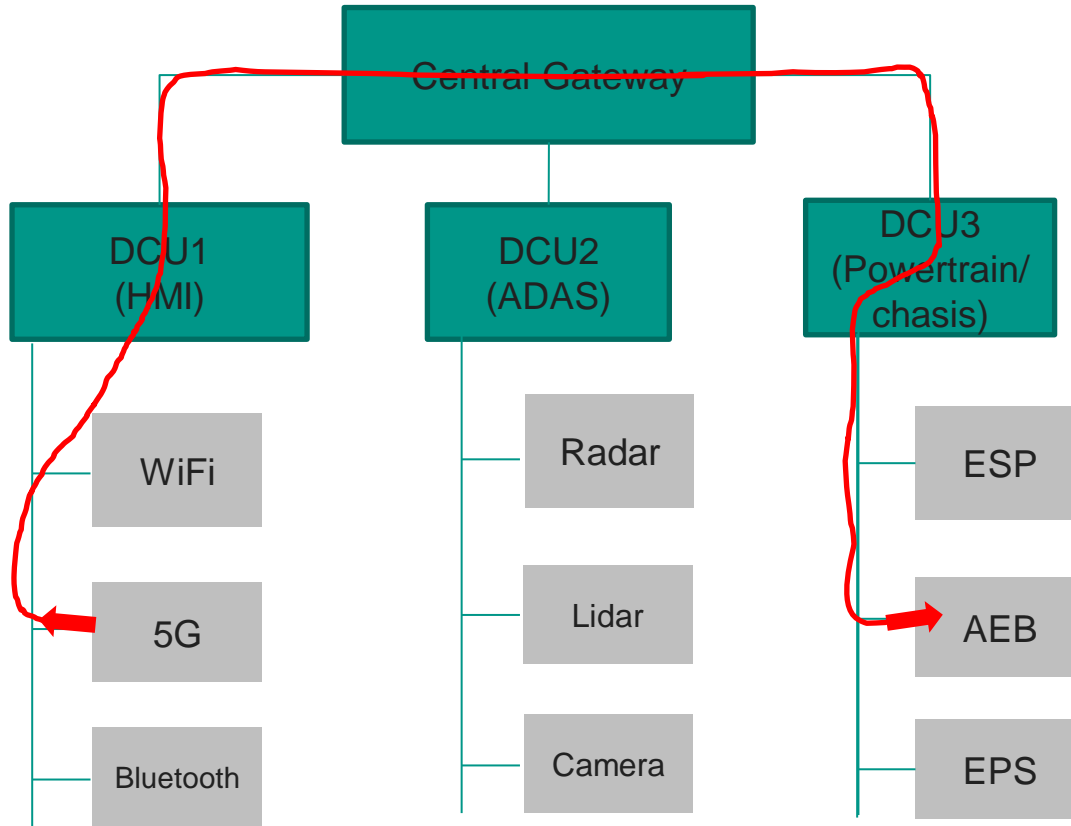 Central Gateway
DCU1
(HMI)
DCU2
(ADAS)
DCU3
(Powertrain/
chasis)
WiFi
5G
Bluetooth
Radar
Lidar
Camera
ESP
AEB
EPS